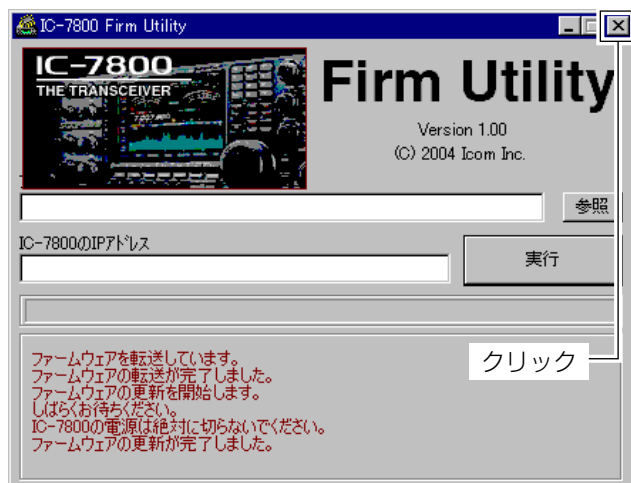 IC-7800 Firm Utility
IC-7800
THE TRANSCEIVER
Firm Utility
Version 1.00
(C) 2004 Icom Inc.
参照
IC-7800のIPアドレス
実行
ファームウェアを転送しています。
ファームウェアの転送が完了しました。
ファームウェアの更新を開始します。
しばらくお待ちください。
IC-7800の電源は絶対に切らないでください。
ファームウェアの更新が完了しました。
クリック